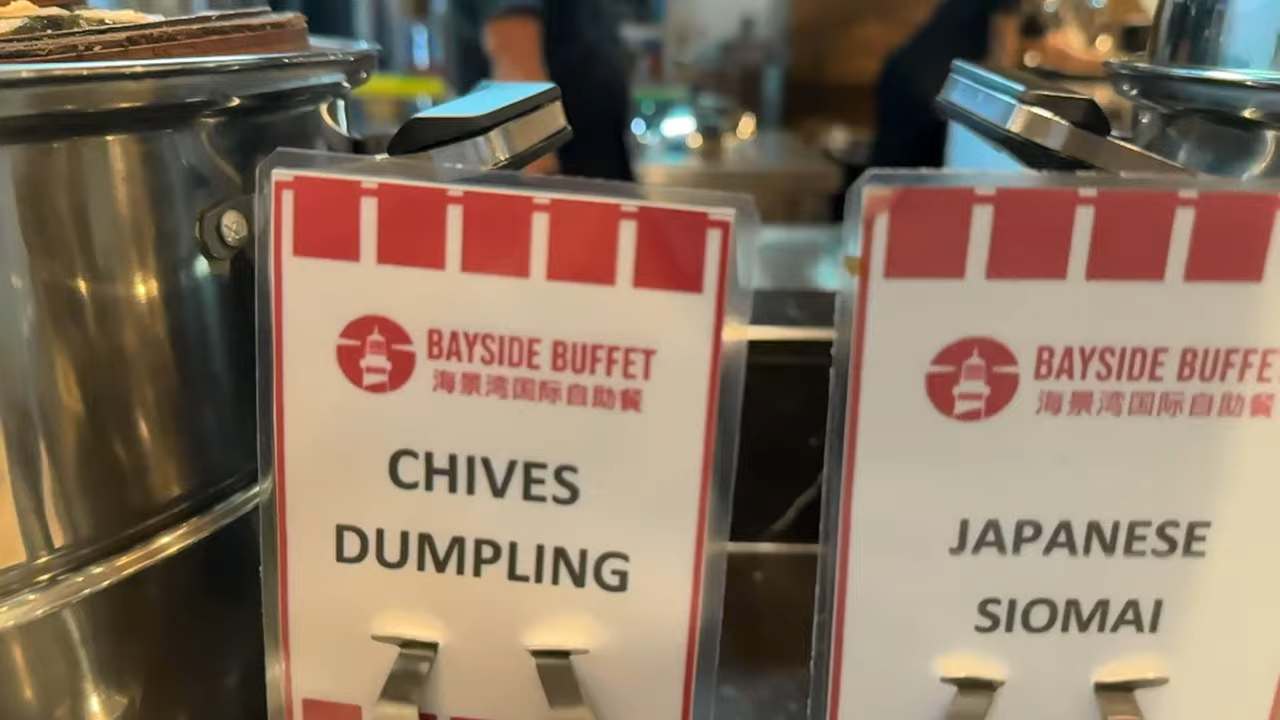 BAYSIDE BUFFET
海景湾国际自助餐
CHIVES
DUMPLING
BAYSIDE BUFFE
海景湾国际自助餐
JAPANESE
SIOMAI